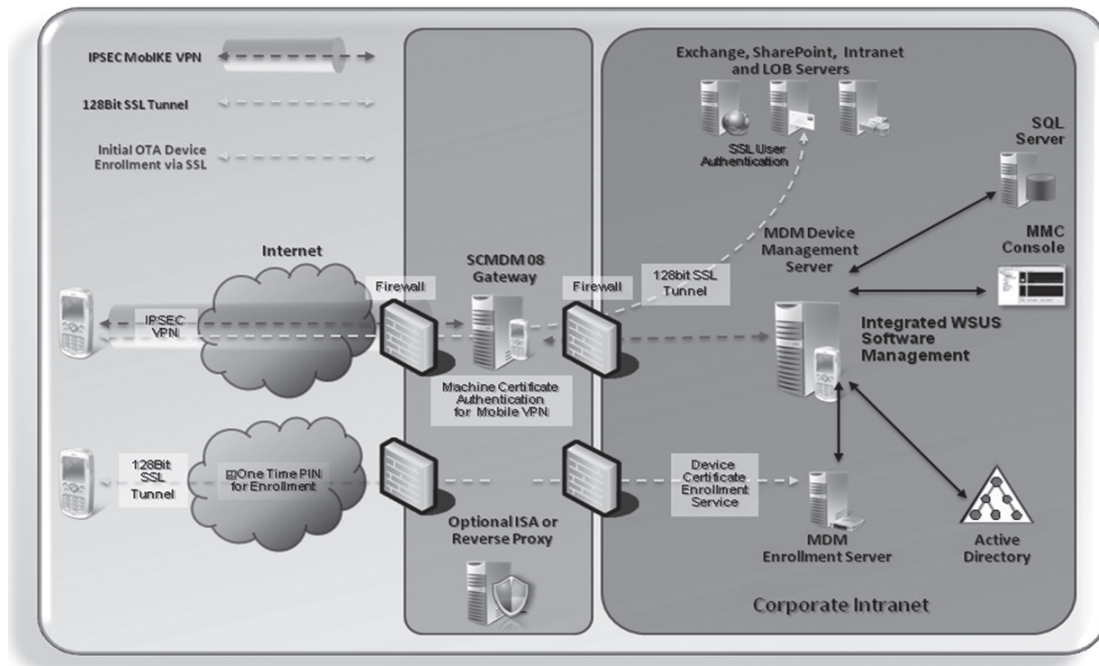 IPSEC MobIKE VPN
128Bit SSL Tunnel
Initial OTA Device
Enrollment via SSL
Exchange, SharePoint, Intranet
and LOB Servers
SSL User
Authentication
SQL
Server
MMC
Console
MDM Device
Management
Server
Integrated WSUS
Software
Management
Internet
SCMDM 08
Gateway
Firewall
Firewall
128bit SSL
Tunnel
IPSEC
VPN
Machine Certificate
Authentication
for Mobile VPN
128Bit
SSL
Tunnel
One Time PIN
for Enrollment
Device
Certificate
Enrollment
Service
Optional ISA or
Reverse Proxy
MDM
Enrollment Server
Active
Directory
Corporate Intranet